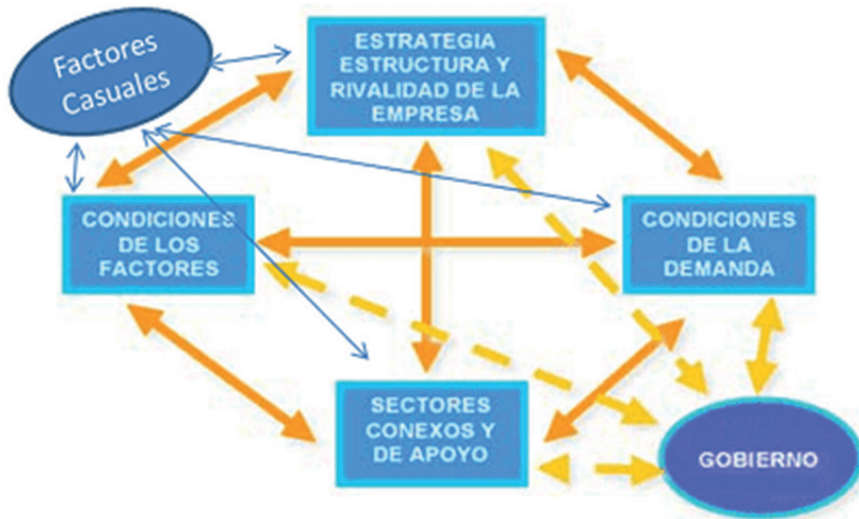 Factores
Casuales
ESTRATEGIA
ESTRUCTURA Y
RIVALIDAD DE LA
EMPRESA
CONDICIONES
DE LOS
FACTORES
CONDICIONES
DE LA
DEMANDA
SECTORES
CONEXOS Y
DE APOYO
GOBIERNO